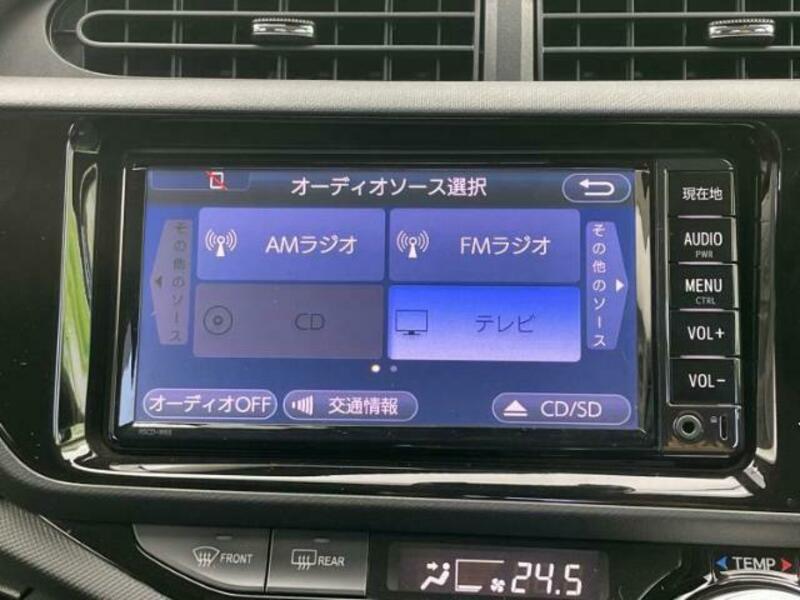 オーディオソース選択
その他のソース
AMラジオ
FMラジオ
その他のソース
CD
テレビ
オーディオOFF
交通情報
CD/SD
現在地
AUDIO
PWR
MENU
CTRL
VOL+
VOL-
FRONT
REAR
24.5
TEMP